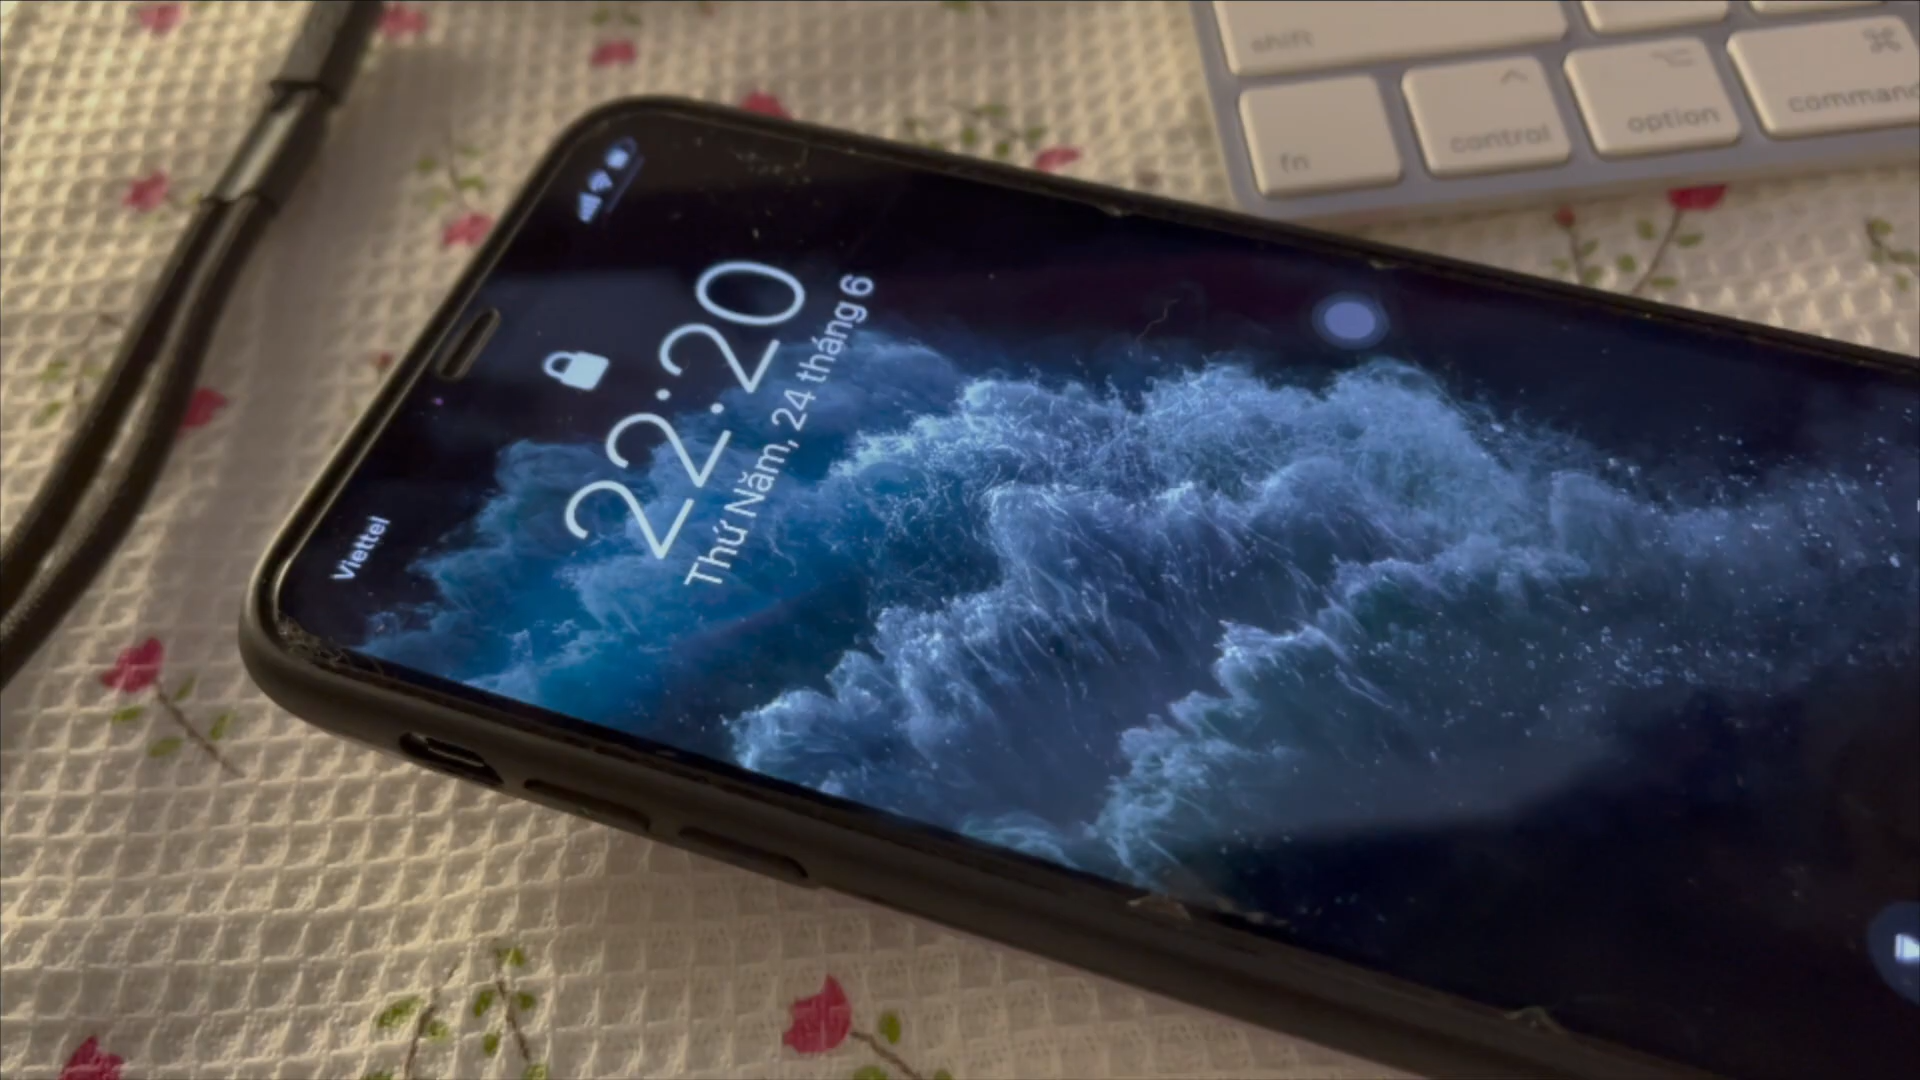 Viettel
22:20
Thứ Năm, 24 tháng 6
shift
fn
control
option
command